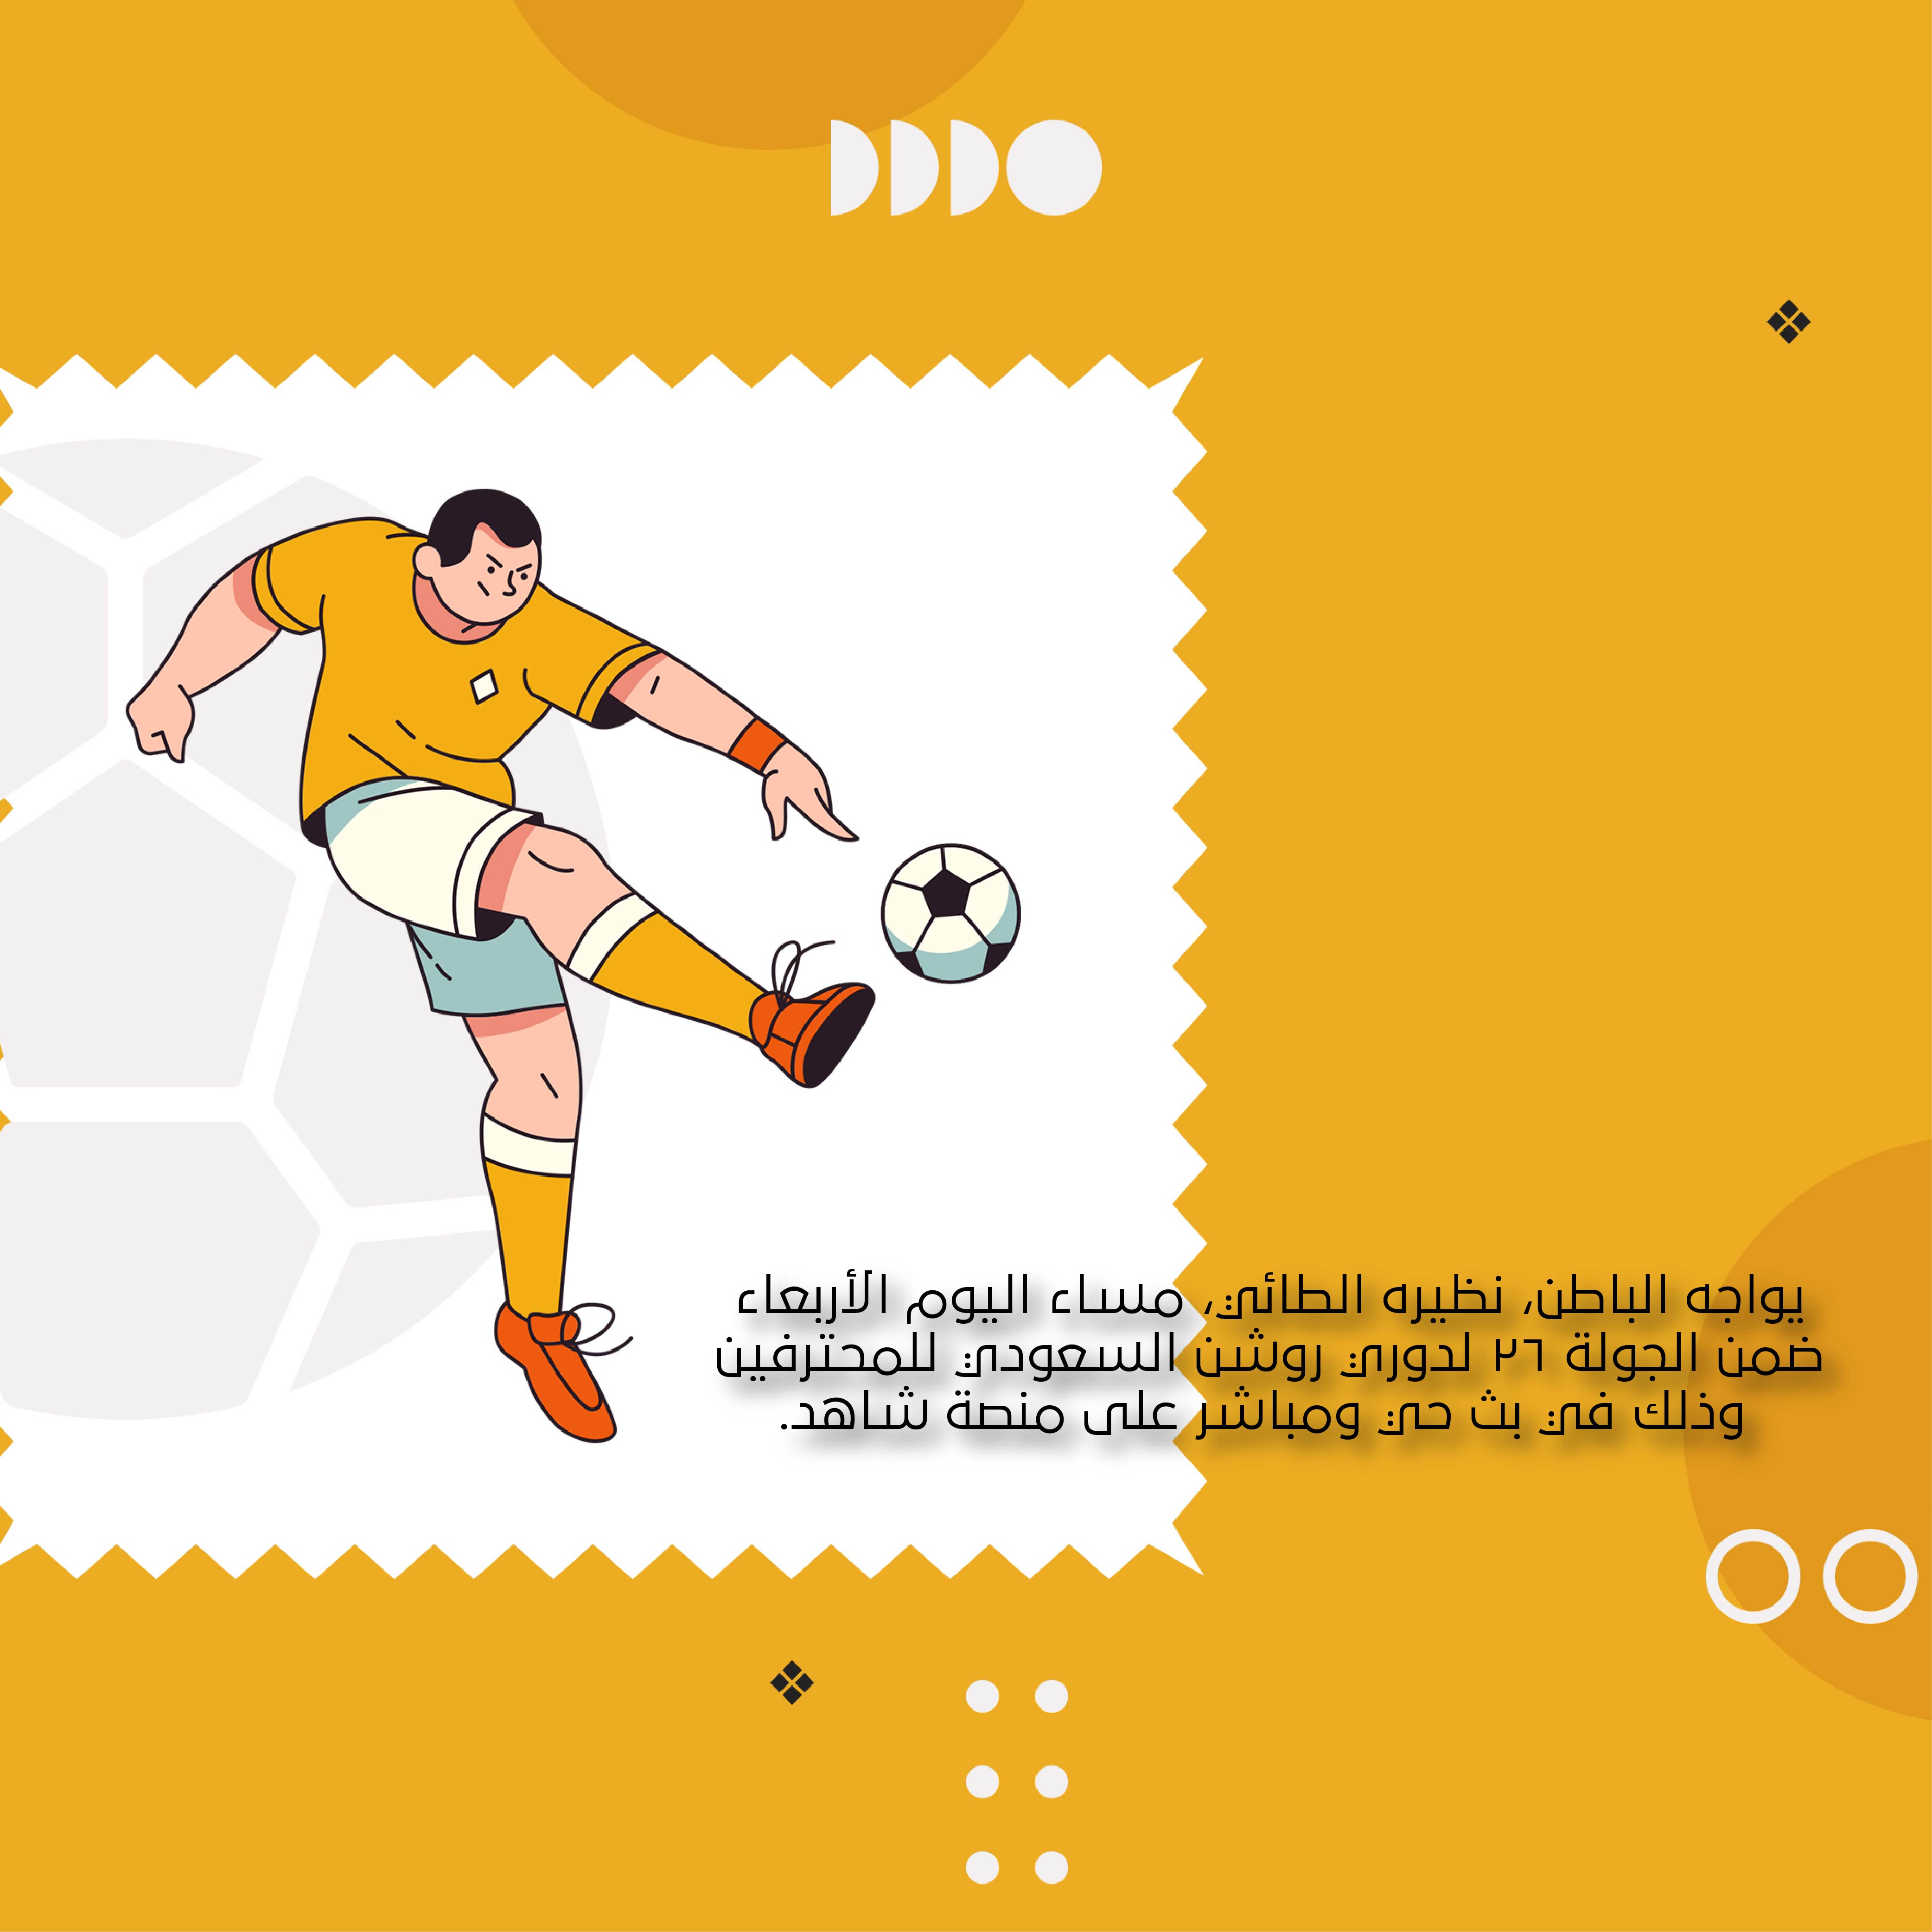 يواجه الباطن، نظيره الطائي، مساء اليوم الأربعاء
ضمن الجولة ٢٦ لدوري روشن السعودي للمحترفين
وذلك في بث حي ومباشر على منصة شاهد.